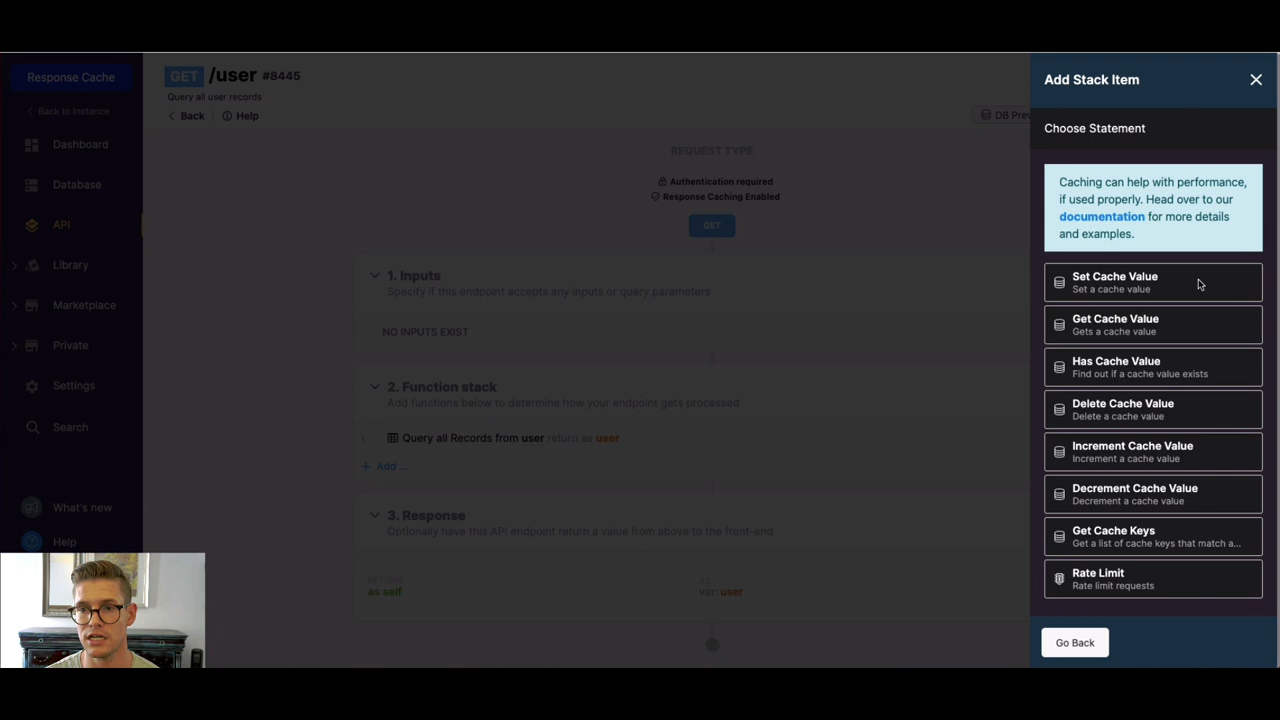 Response Cache
Back to Instance
Dashboard
Database
API
Library
Marketplace
Private
Settings
Search
What's new
Help
GET /user #8445
Query all user records
Back
Help
DB Prev
REQUEST TYPE
Authentication required
Response Caching Enabled
GET
1. Inputs
Specify if this endpoint accepts any inputs or query parameters
NO INPUTS EXIST
2. Function stack
Add functions below to determine how your endpoint gets processed
Query all Records from user return as user
+ Add ...
3. Response
Optionally have this API endpoint return a value from above to the front-end
RETURN
as self
var: user
Add Stack Item
Choose Statement
Caching can help with performance,
if used properly. Head over to our
documentation for more details
and examples.
Set Cache Value
Set a cache value
Get Cache Value
Gets a cache value
Has Cache Value
Find out if a cache value exists
Delete Cache Value
Delete a cache value
Increment Cache Value
Increment a cache value
Decrement Cache Value
Decrement a cache value
Get Cache Keys
Get a list of cache keys that match a...
Rate Limit
Rate limit requests
Go Back